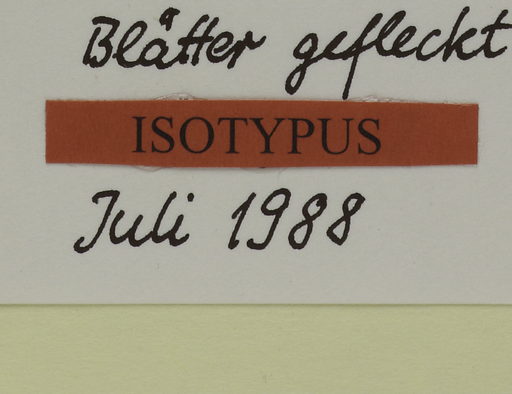 Blätter gefleckt
ISOTYPUS
Juli 1988